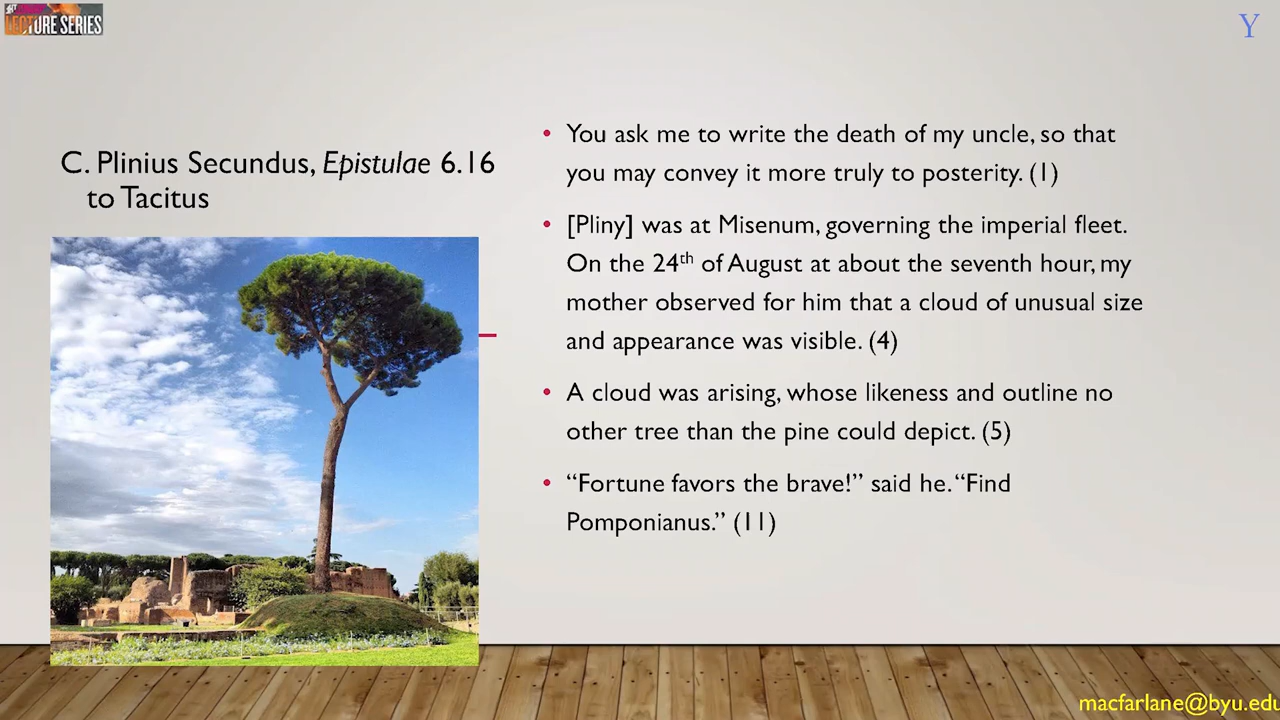 LECTURE SERIES
Y
C. Plinius Secundus, Epistulae 6.16
to Tacitus
• You ask me to write the death of my uncle, so that
you may convey it more truly to posterity. (1)
• [Pliny] was at Misenum, governing the imperial fleet.
On the 24th of August at about the seventh hour, my
mother observed for him that a cloud of unusual size
and appearance was visible. (4)
• A cloud was arising, whose likeness and outline no
other tree than the pine could depict. (5)
• “Fortune favors the brave!” said he. “Find
Pomponianus.” (11)
macfarlane@byu.edu